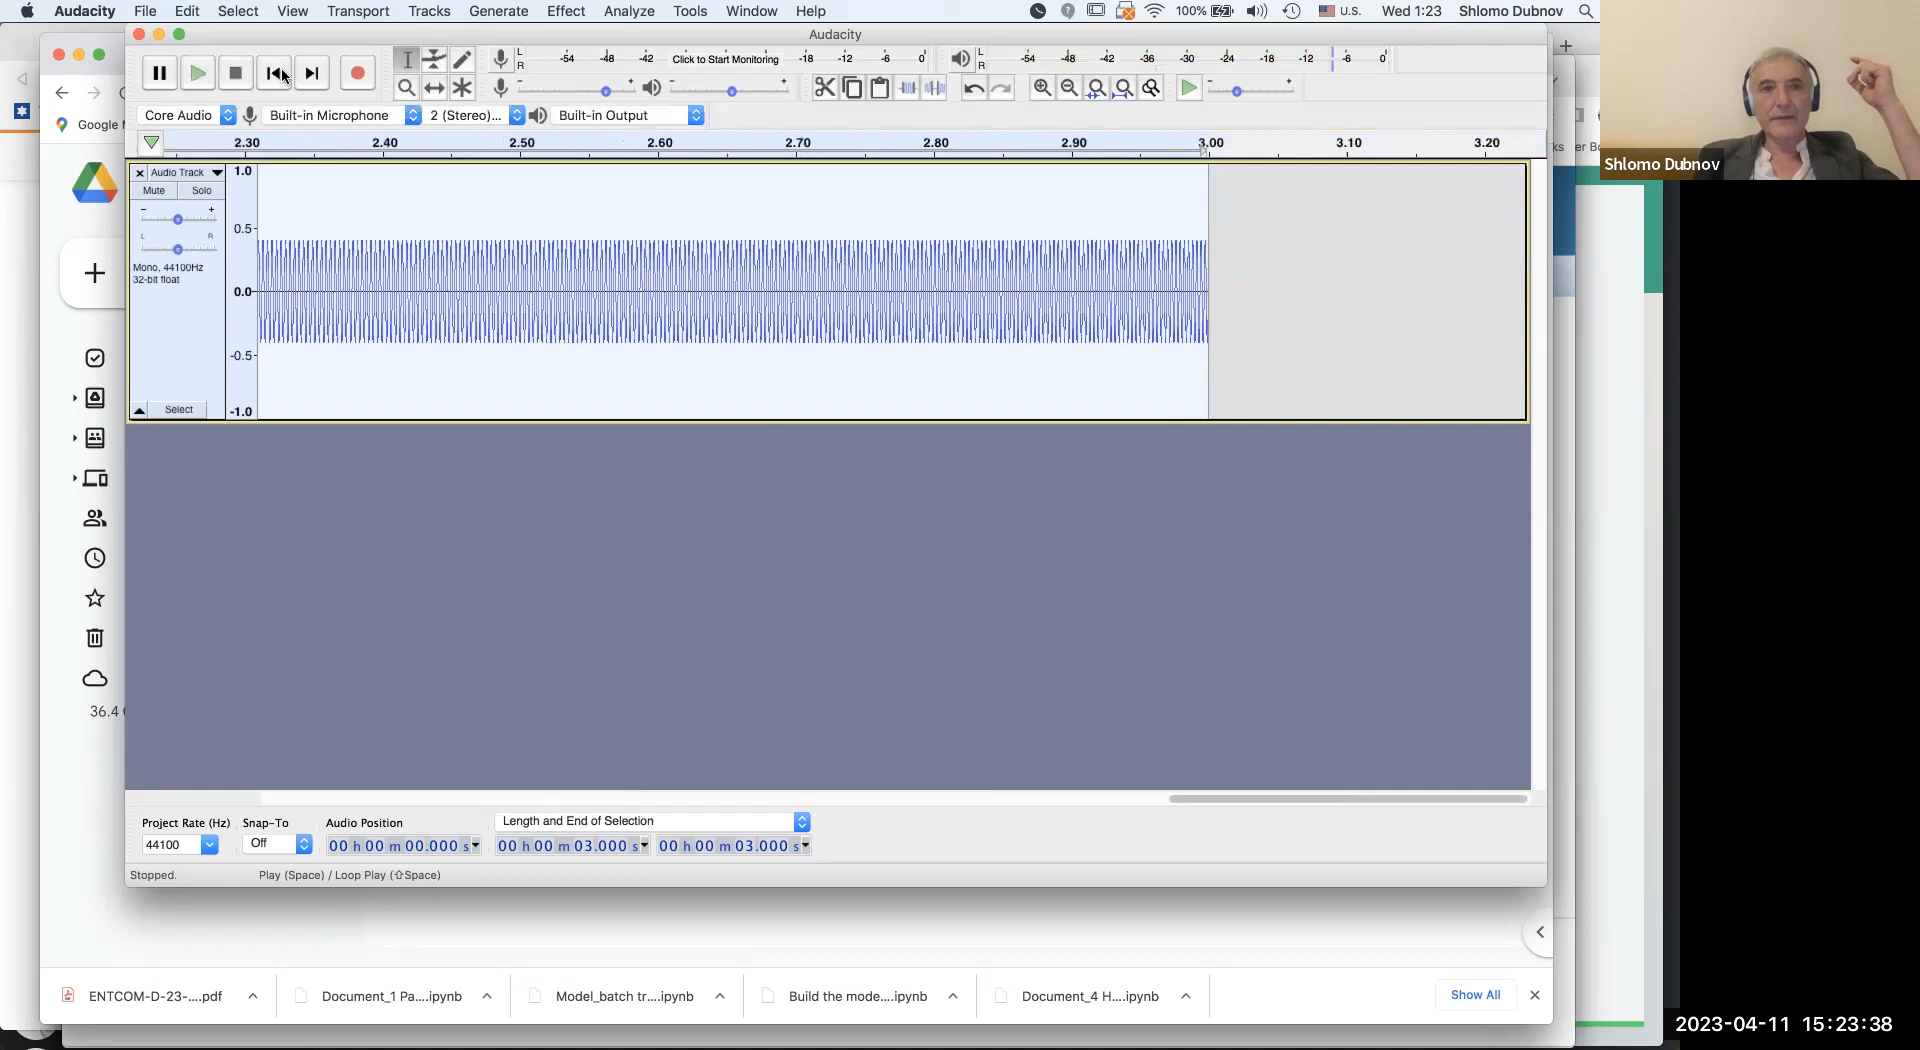 Audacity File Edit Select View Transport Tracks Generate Effect Analyze Tools Window Help 100% U.S. Wed 1:23 Shlomo Dubnov
Audacity
L R -54 -48 -42 Click to Start Monitoring -18 -12 -6 0 L R -54 -48 -42 -36 -30 -24 -18 -12 -6 0
Core Audio Built-in Microphone 2 (Stereo)... Built-in Output
Google
2.30 2.40 2.50 2.60 2.70 2.80 2.90 3.00 3.10 3.20
Shlomo Dubnov
Audio Track 1.0
Mute Solo
- +
0.5
L R
Mono, 44100Hz
32-bit float
0.0
-0.5
Select -1.0
36.4
Project Rate (Hz) Snap-To Audio Position Length and End of Selection
44100 Off 00 h 00 m 00.000 s 00 h 00 m 03.000 s 00 h 00 m 03.000 s
Stopped. Play (Space) / Loop Play (⇧Space)
ENTCOM-D-23-....pdf Document_1 Pa....ipynb Model_batch tr....ipynb Build the mode....ipynb Document_4 H....ipynb Show All
2023-04-11 15:23:38